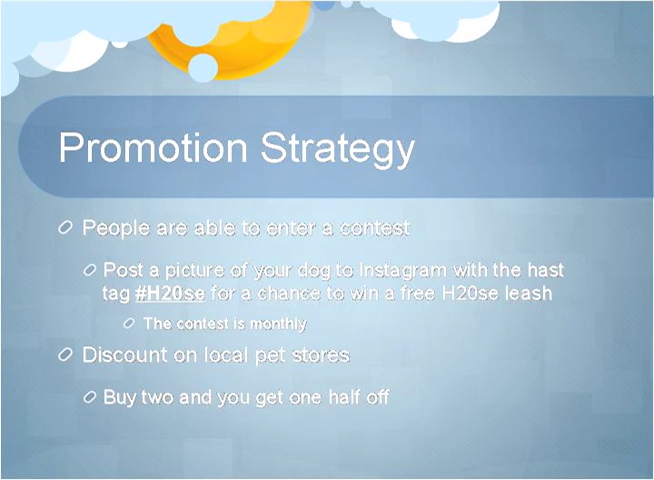 Promotion Strategy
People are able to enter a contest
Post a picture of your dog to Instagram with the hast
tag #H20se for a chance to win a free H20se leash
The contest is monthly
Discount on local pet stores
Buy two and you get one half off